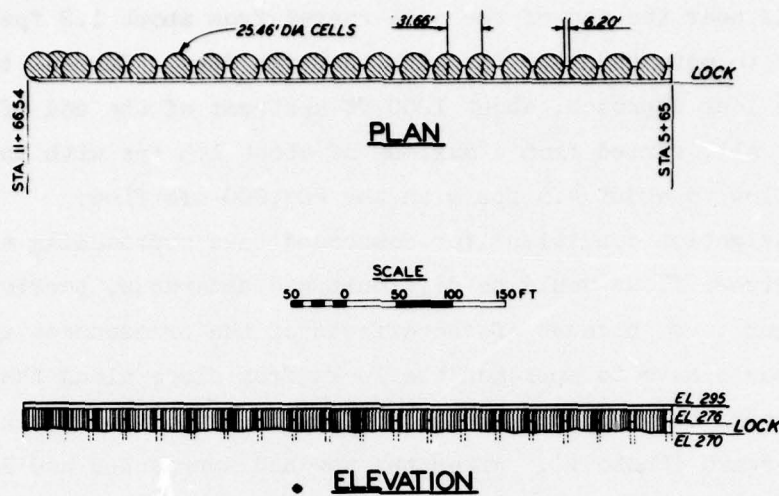 25.46' DIA CELLS
31.66'
6.20'
LOCK
STA. 11+66.54
STA. 5+65
PLAN
SCALE
50 0 50 100 150 FT
EL 295
EL 276
LOCK
EL 270
ELEVATION